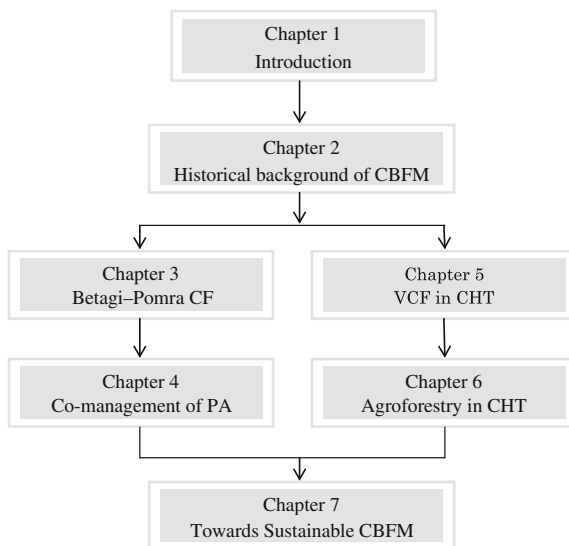 Chapter 1
Introduction
Chapter 2
Historical background of CBFM
Chapter 3
Betagi–Pomra CF
Chapter 5
VCF in CHT
Chapter 4
Co-management of PA
Chapter 6
Agroforestry in CHT
Chapter 7
Towards Sustainable CBFM